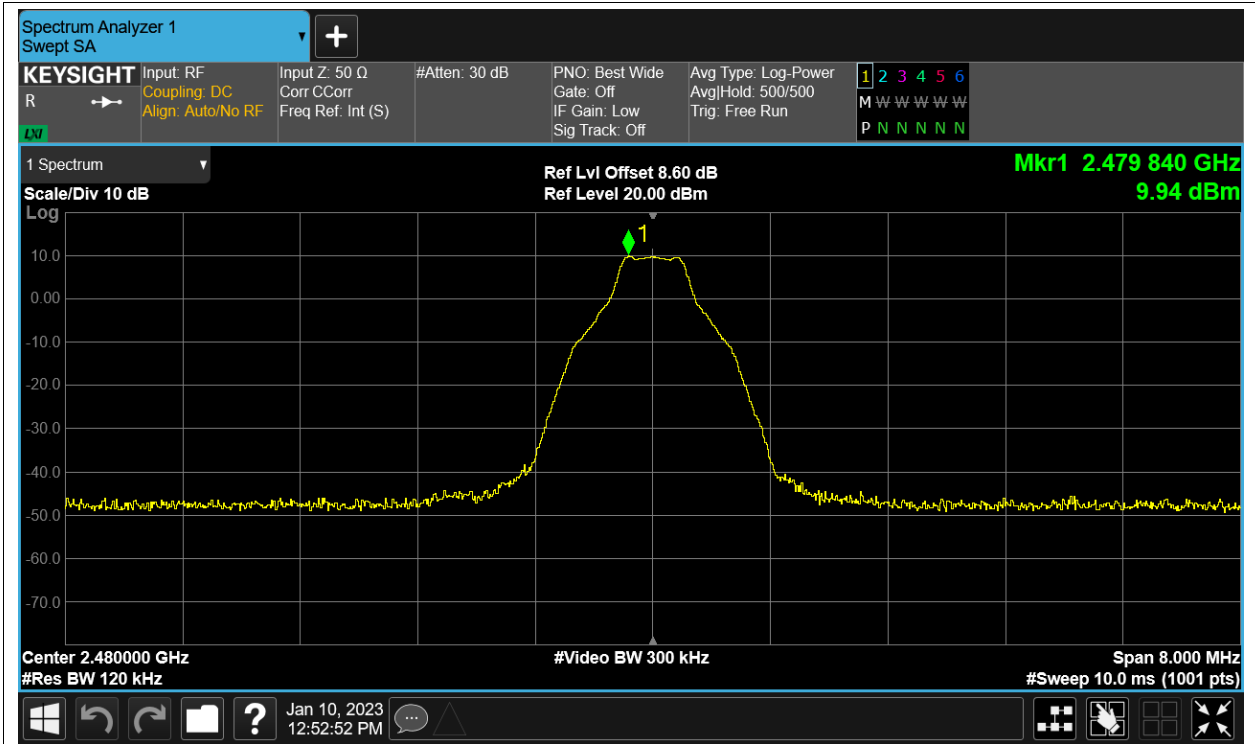 Spectrum Analyzer 1
Swept SA
+
KEYSIGHT
R
LXI
Input: RF
Coupling: DC
Align: Auto/No RF
Input Z: 50 Ω
Corr CCorr
Freq Ref: Int (S)
#Atten: 30 dB
PNO: Best Wide
Gate: Off
IF Gain: Low
Sig Track: Off
Avg Type: Log-Power
Avg|Hold: 500/500
Trig: Free Run
1 2 3 4 5 6
M W W W W W
P N N N N N
1 Spectrum
Scale/Div 10 dB
Log
Ref Lvl Offset 8.60 dB
Ref Level 20.00 dBm
Mkr1 2.479 840 GHz
9.94 dBm
1
10.0
0.00
-10.0
-20.0
-30.0
-40.0
-50.0
-60.0
-70.0
Center 2.480000 GHz
#Res BW 120 kHz
#Video BW 300 kHz
Span 8.000 MHz
#Sweep 10.0 ms (1001 pts)
?
Jan 10, 2023
12:52:52 PM